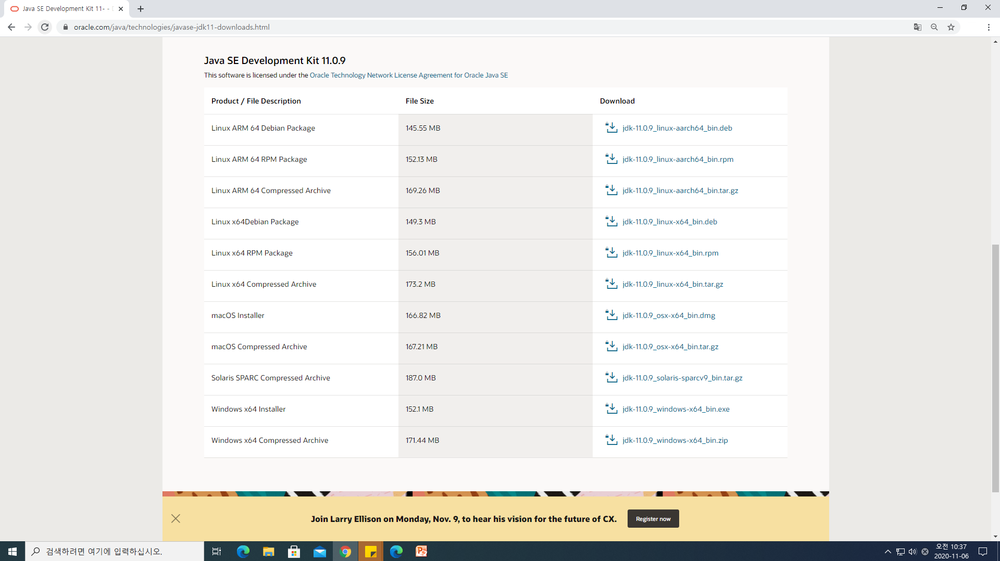 Java SE Development Kit 11- -
oracle.com/java/technologies/javase-jdk11-downloads.html
Java SE Development Kit 11.0.9
This software is licensed under the Oracle Technology Network License Agreement for Oracle Java SE
Product / File Description File Size Download
Linux ARM 64 Debian Package 145.55 MB jdk-11.0.9_linux-aarch64_bin.deb
Linux ARM 64 RPM Package 152.13 MB jdk-11.0.9_linux-aarch64_bin.rpm
Linux ARM 64 Compressed Archive 169.26 MB jdk-11.0.9_linux-aarch64_bin.tar.gz
Linux x64Debian Package 149.3 MB jdk-11.0.9_linux-x64_bin.deb
Linux x64 RPM Package 156.01 MB jdk-11.0.9_linux-x64_bin.rpm
Linux x64 Compressed Archive 173.2 MB jdk-11.0.9_linux-x64_bin.tar.gz
macOS Installer 166.82 MB jdk-11.0.9_osx-x64_bin.dmg
macOS Compressed Archive 167.21 MB jdk-11.0.9_osx-x64_bin.tar.gz
Solaris SPARC Compressed Archive 187.0 MB jdk-11.0.9_solaris-sparcv9_bin.tar.gz
Windows x64 Installer 152.1 MB jdk-11.0.9_windows-x64_bin.exe
Windows x64 Compressed Archive 171.44 MB jdk-11.0.9_windows-x64_bin.zip
Join Larry Ellison on Monday, Nov. 9, to hear his vision for the future of CX. Register now
검색하려면 여기에 입력하십시오.
오전 10:37
2020-11-06